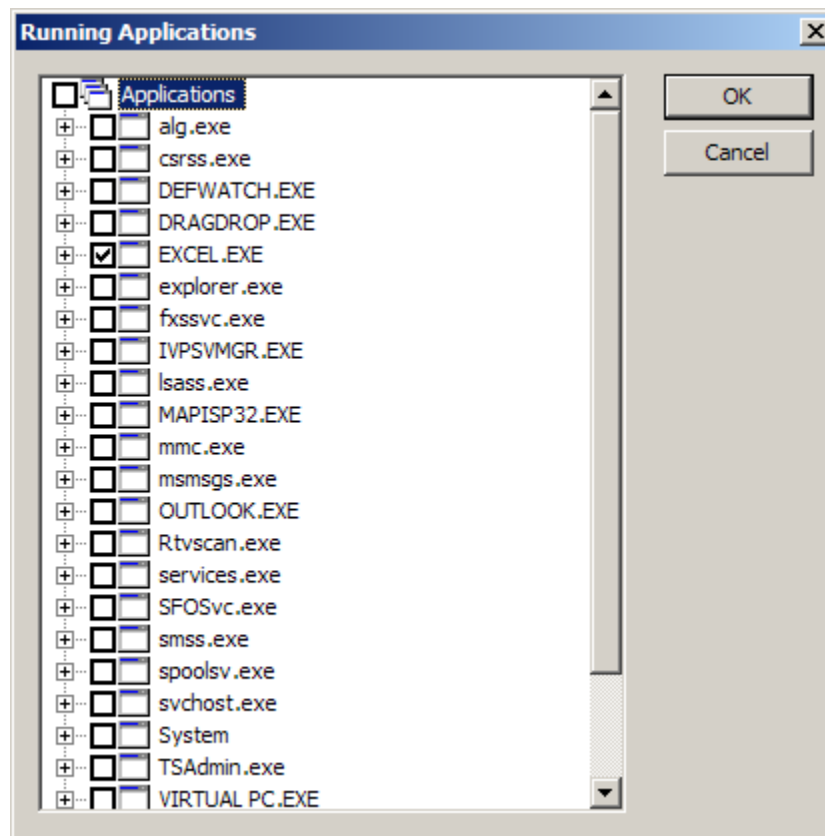 Running Applications
Applications
OK
alg.exe
csrss.exe
Cancel
DEFWATCH.EXE
DRAGDROP.EXE
EXCEL.EXE
explorer.exe
fxssvc.exe
IVPSVMGR.EXE
lsass.exe
MAPISP32.EXE
mmc.exe
msmsgs.exe
OUTLOOK.EXE
Rtvscan.exe
services.exe
SFOSvc.exe
smss.exe
spoolsv.exe
svchost.exe
System
TSAdmin.exe
VIRTUAL PC.EXE